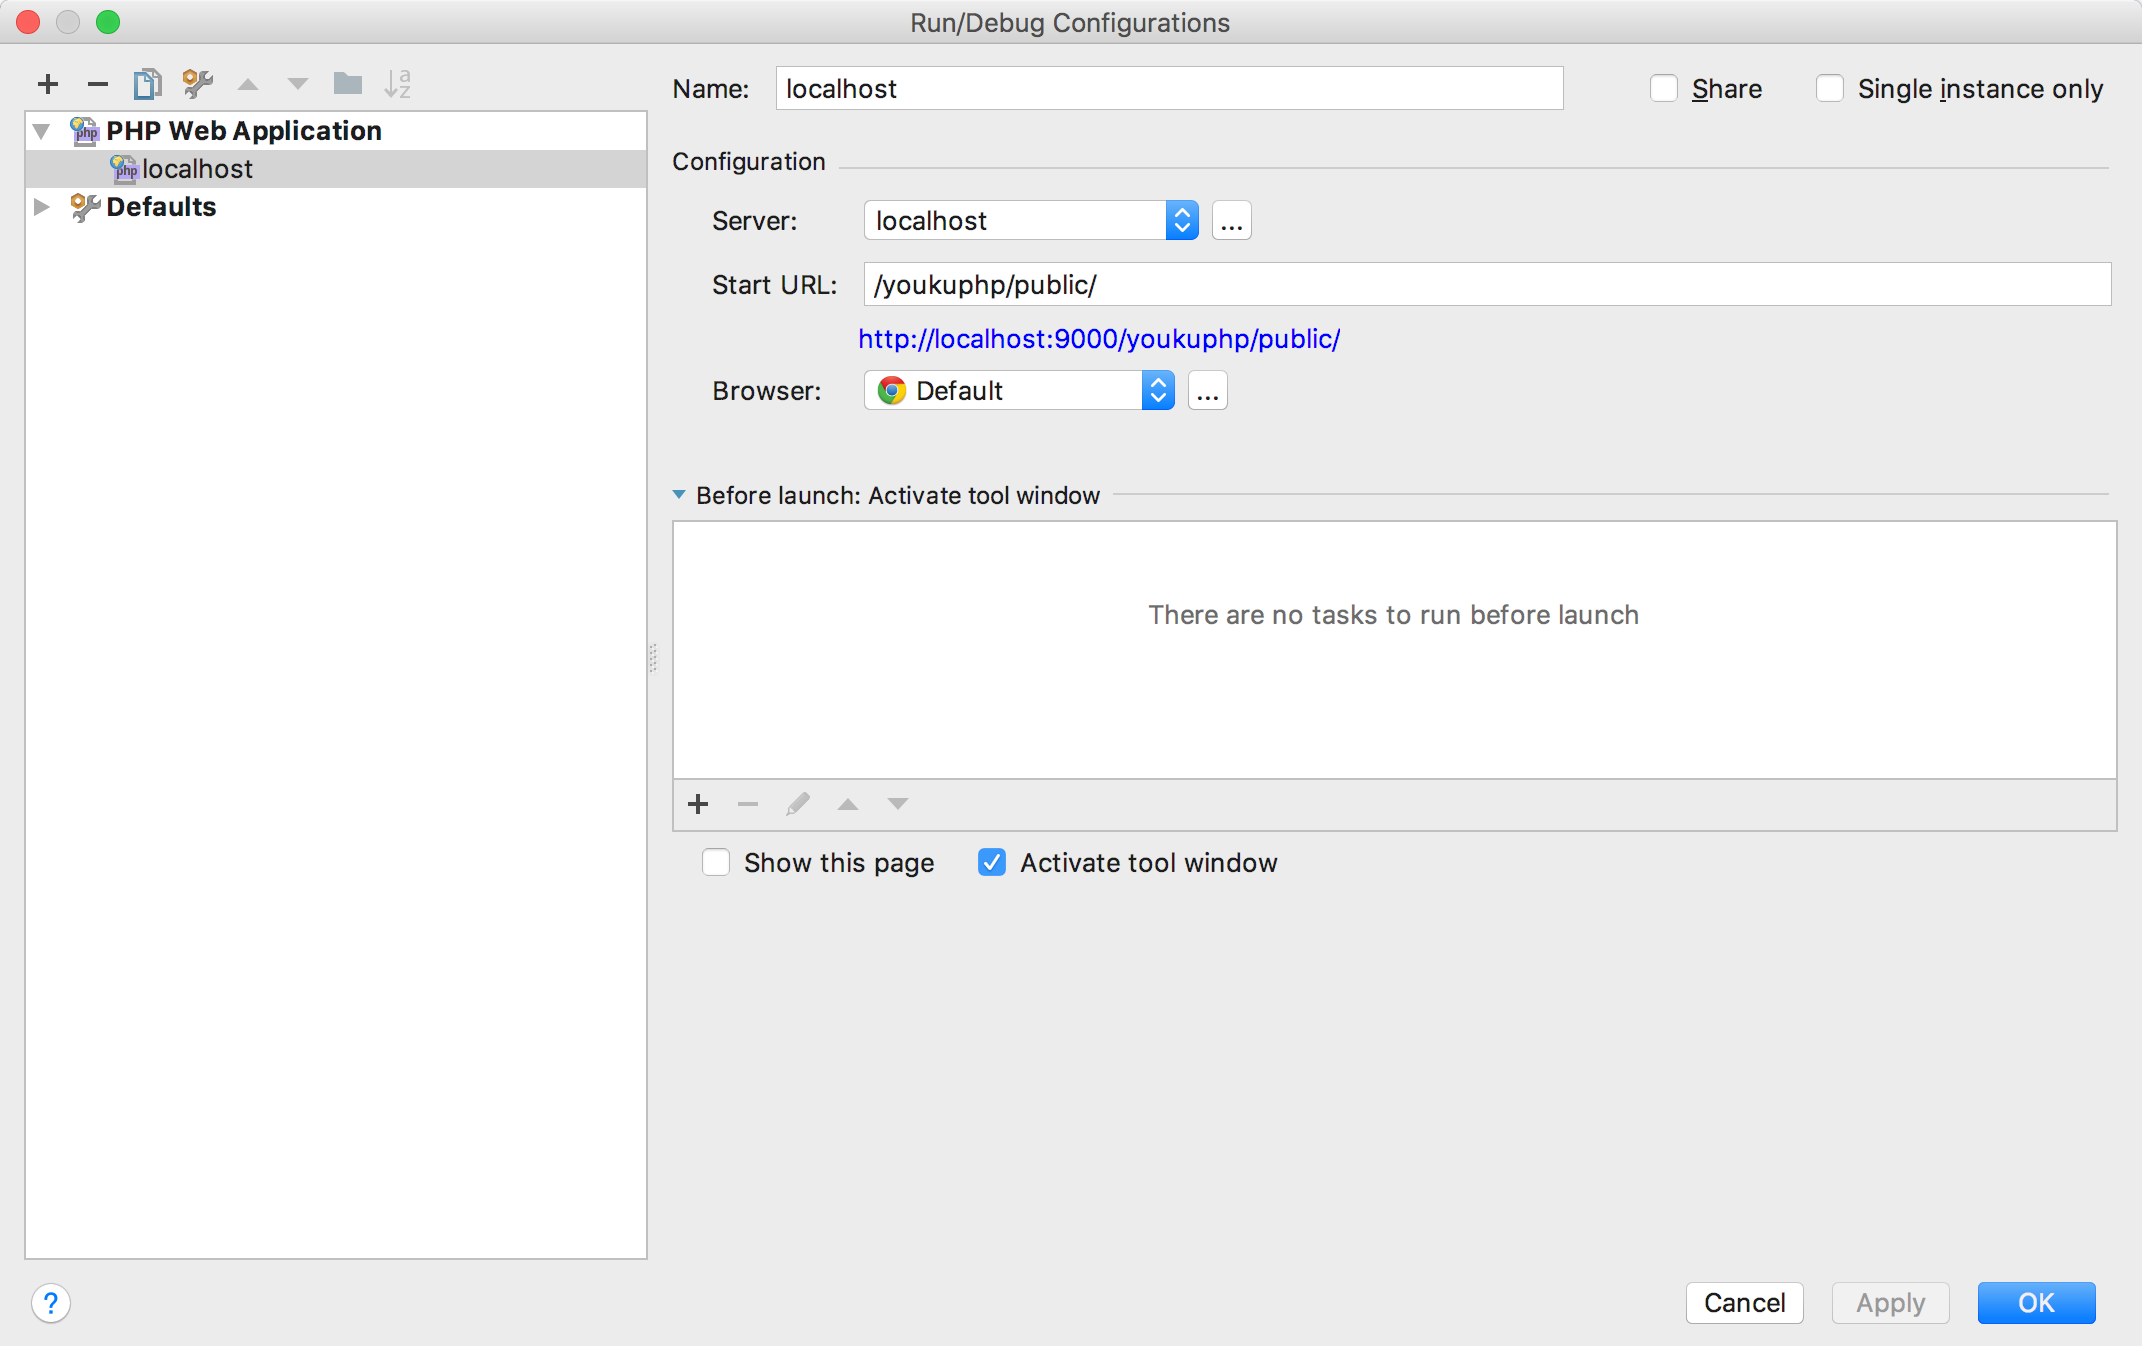 Run/Debug Configurations
PHP Web Application
localhost
Defaults
Name: localhost
Share
Single instance only
Configuration
Server: localhost ...
Start URL: /youkuphp/public/
http://localhost:9000/youkuphp/public/
Browser: Default ...
Before launch: Activate tool window
There are no tasks to run before launch
Show this page
Activate tool window
?
Cancel
Apply
OK